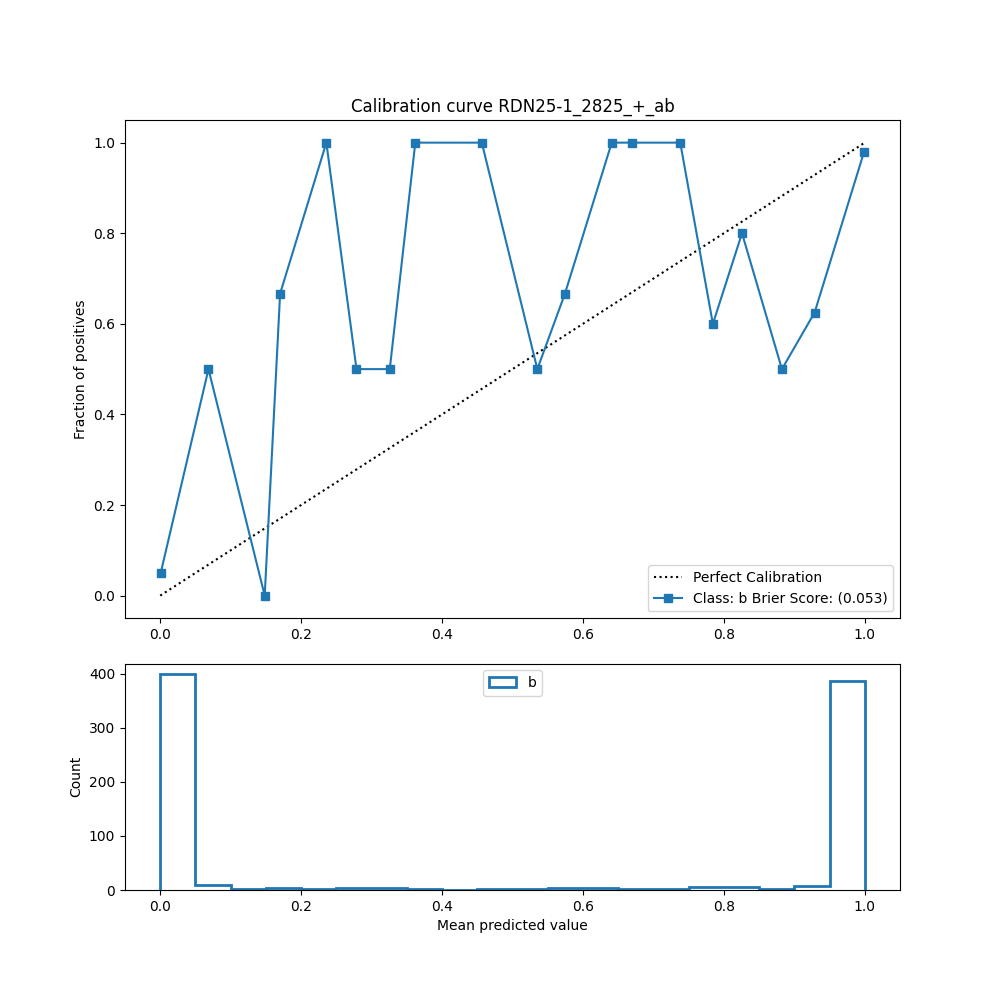 Calibration curve RDN25-1_2825_+_ab
1.0
0.8
0.6
0.4
0.2
0.0
Fraction of positives
0.0 0.2 0.4 0.6 0.8 1.0
Perfect Calibration
Class: b Brier Score: (0.053)
400
300
200
100
0
Count
b
0.0 0.2 0.4 0.6 0.8 1.0
Mean predicted value